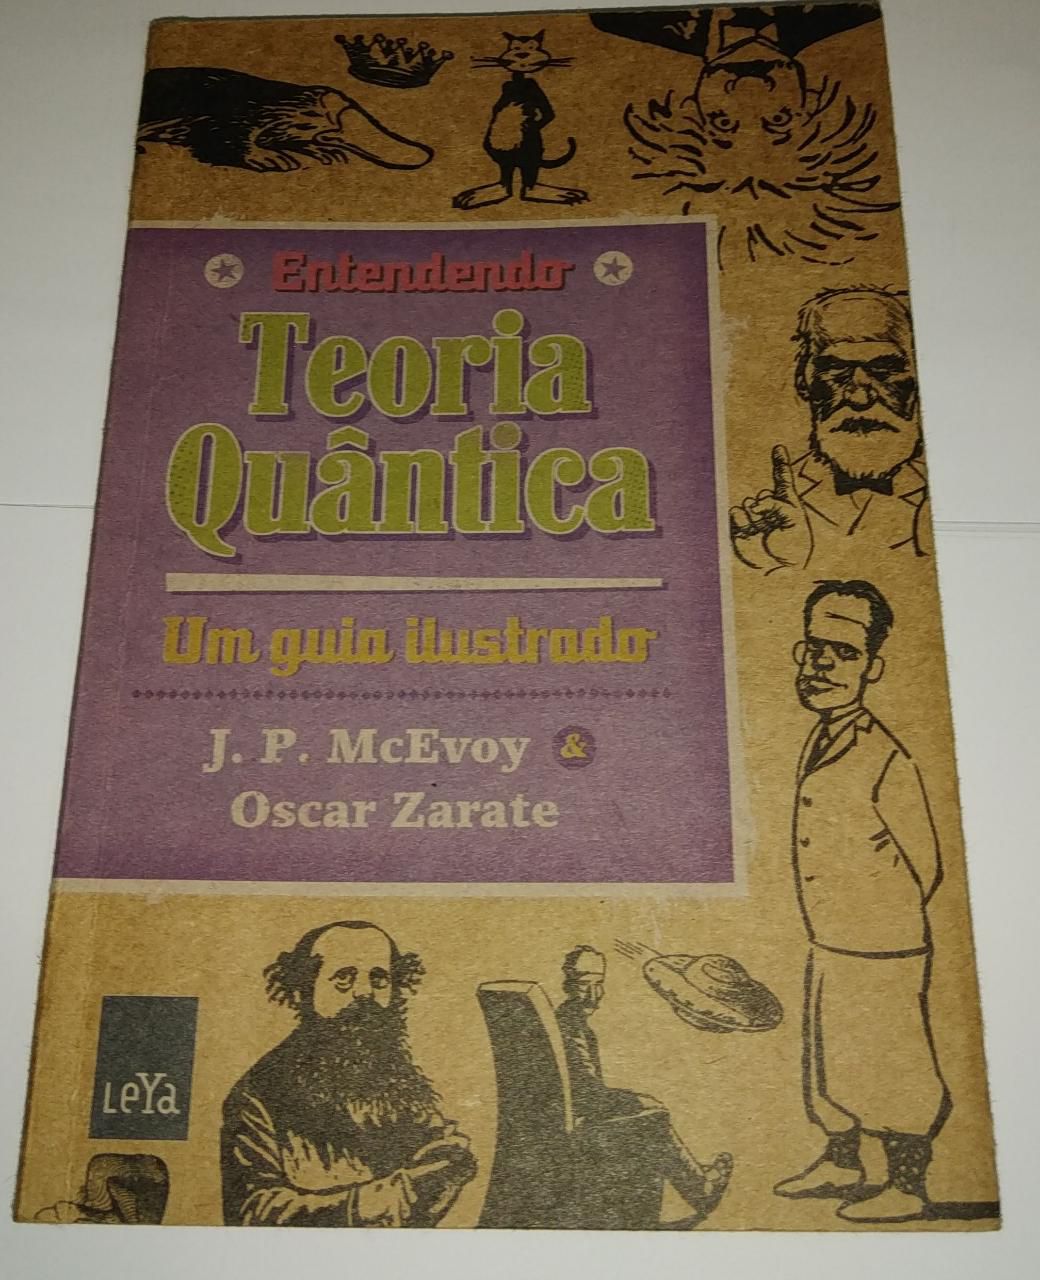 Entendendo
Teoria
Quântica
Um guia ilustrado
J. P. McEvoy &
Oscar Zarate
LeYa